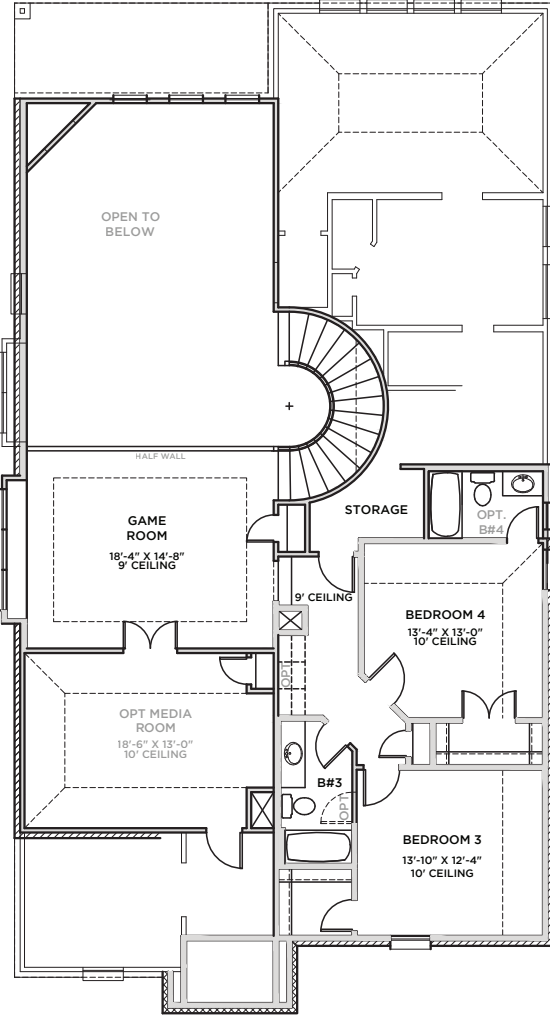 OPEN TO
BELOW
HALF WALL
GAME
ROOM
18'-4" X 14'-8"
9' CEILING
STORAGE
OPT.
B#4
9' CEILING
BEDROOM 4
13'-4" X 13'-0"
10' CEILING
OPT
OPT MEDIA
ROOM
18'-6" X 13'-0"
10' CEILING
B#3
OPT
BEDROOM 3
13'-10" X 12'-4"
10' CEILING